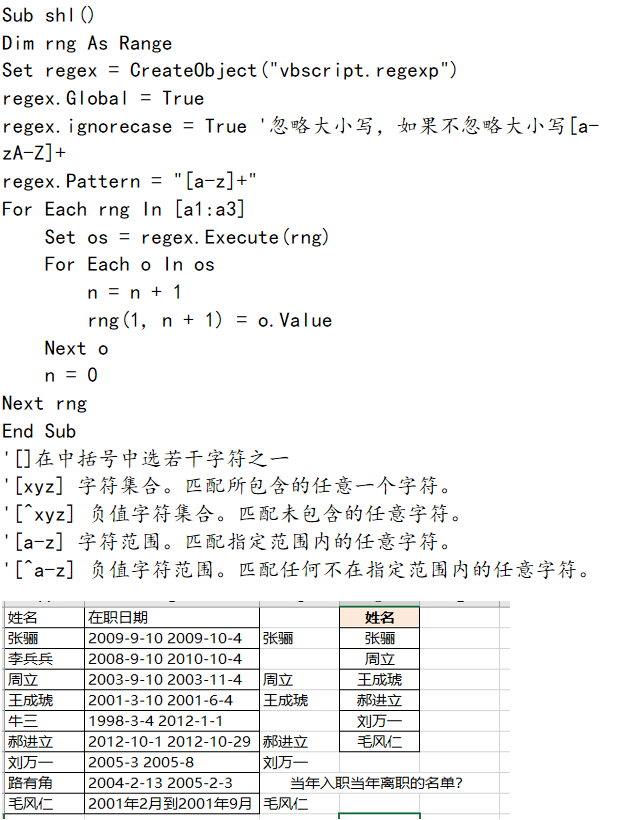 Sub shl()
Dim rng As Range
Set regex = CreateObject("vbscript.regexp")
regex.Global = True
regex.ignorecase = True '忽略大小写，如果不忽略大小写[a-
zA-Z]+
regex.Pattern = "[a-z]+"
For Each rng In [a1:a3]
    Set os = regex.Execute(rng)
    For Each o In os
        n = n + 1
        rng(1, n + 1) = o.Value
    Next o
    n = 0
Next rng
End Sub
'[]在中括号中选若干字符之一
'[xyz] 字符集合。匹配所包含的任意一个字符。
'[^xyz] 负值字符集合。匹配未包含的任意字符。
'[a-z] 字符范围。匹配指定范围内的任意字符。
'[^a-z] 负值字符范围。匹配任何不在指定范围内的任意字符。
姓名 在职日期 姓名
张骊 2009-9-10 2009-10-4 张骊 张骊
李兵兵 2008-9-10 2010-10-4 周立
周立 2003-9-10 2003-11-4 周立 王成琥
王成琥 2001-3-10 2001-6-4 王成琥 郝进立
牛三 1998-3-4 2012-1-1 刘万一
郝进立 2012-10-1 2012-10-29 郝进立 毛风仁
刘万一 2005-3 2005-8 刘万一
路有角 2004-2-13 2005-2-3 当年入职当年离职的名单？
毛风仁 2001年2月到2001年9月 毛风仁